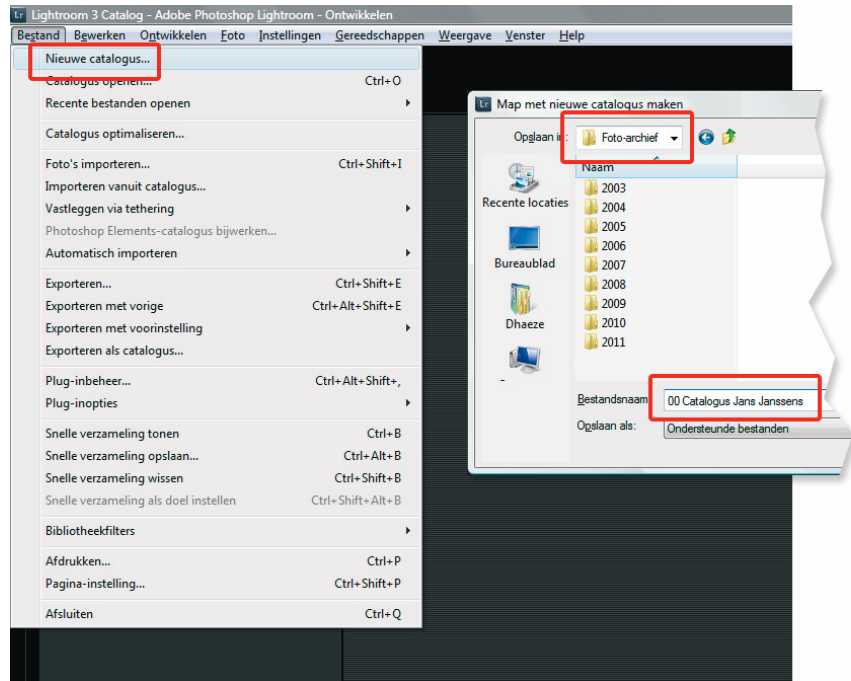 Lightroom 3 Catalog - Adobe Photoshop Lightroom - Ontwikkelen
Bestand Bewerken Ontwikkelen Foto Instellingen Gereedschappen Weergave Venster Help
Nieuwe catalogus...
Catalogus openen... Ctrl+O
Recente bestanden openen
Catalogus optimaliseren...
Foto's importeren... Ctrl+Shift+I
Importeren vanuit catalogus...
Vastleggen via tethering
Photoshop Elements-catalogus bijwerken...
Automatisch importeren
Exporteren... Ctrl+Shift+E
Exporteren met vorige Ctrl+Alt+Shift+E
Exporteren met voorinstelling
Exporteren als catalogus...
Plug-inbeheer... Ctrl+Alt+Shift+,
Plug-inopties
Snelle verzameling tonen Ctrl+B
Snelle verzameling opslaan... Ctrl+Alt+B
Snelle verzameling wissen Ctrl+Shift+B
Snelle verzameling als doel instellen Ctrl+Shift+Alt+B
Bibliotheekfilters
Afdrukken... Ctrl+P
Pagina-instelling... Ctrl+Shift+P
Afsluiten Ctrl+Q
Lr Map met nieuwe catalogus maken
Opslaan in: Foto-archief
Naam
2003
2004
2005
2006
2007
2008
2009
2010
2011
Recente locaties
Bureaublad
Dhaeze
Bestandsnaam 00 Catalogus Jans Janssens
Opslaan als: Ondersteunde bestanden